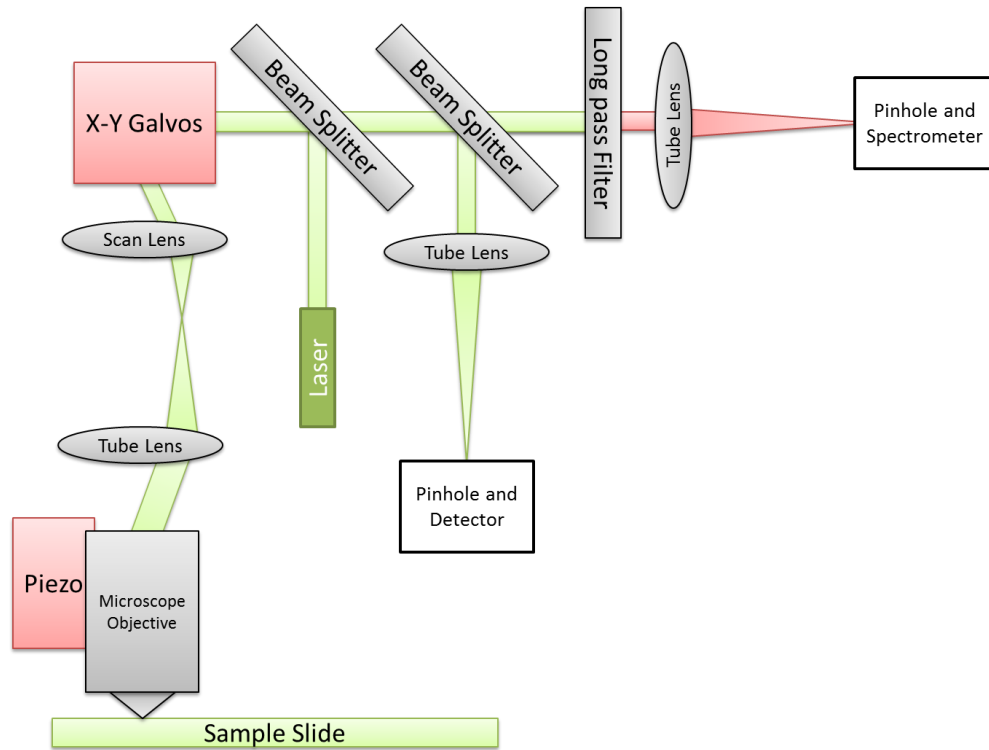 X-Y Galvos
Beam Splitter
Beam Splitter
Long pass Filter
Tube Lens
Pinhole and
Spectrometer
Scan Lens
Tube Lens
Laser
Tube Lens
Pinhole and
Detector
Piezo
Microscope
Objective
Sample Slide